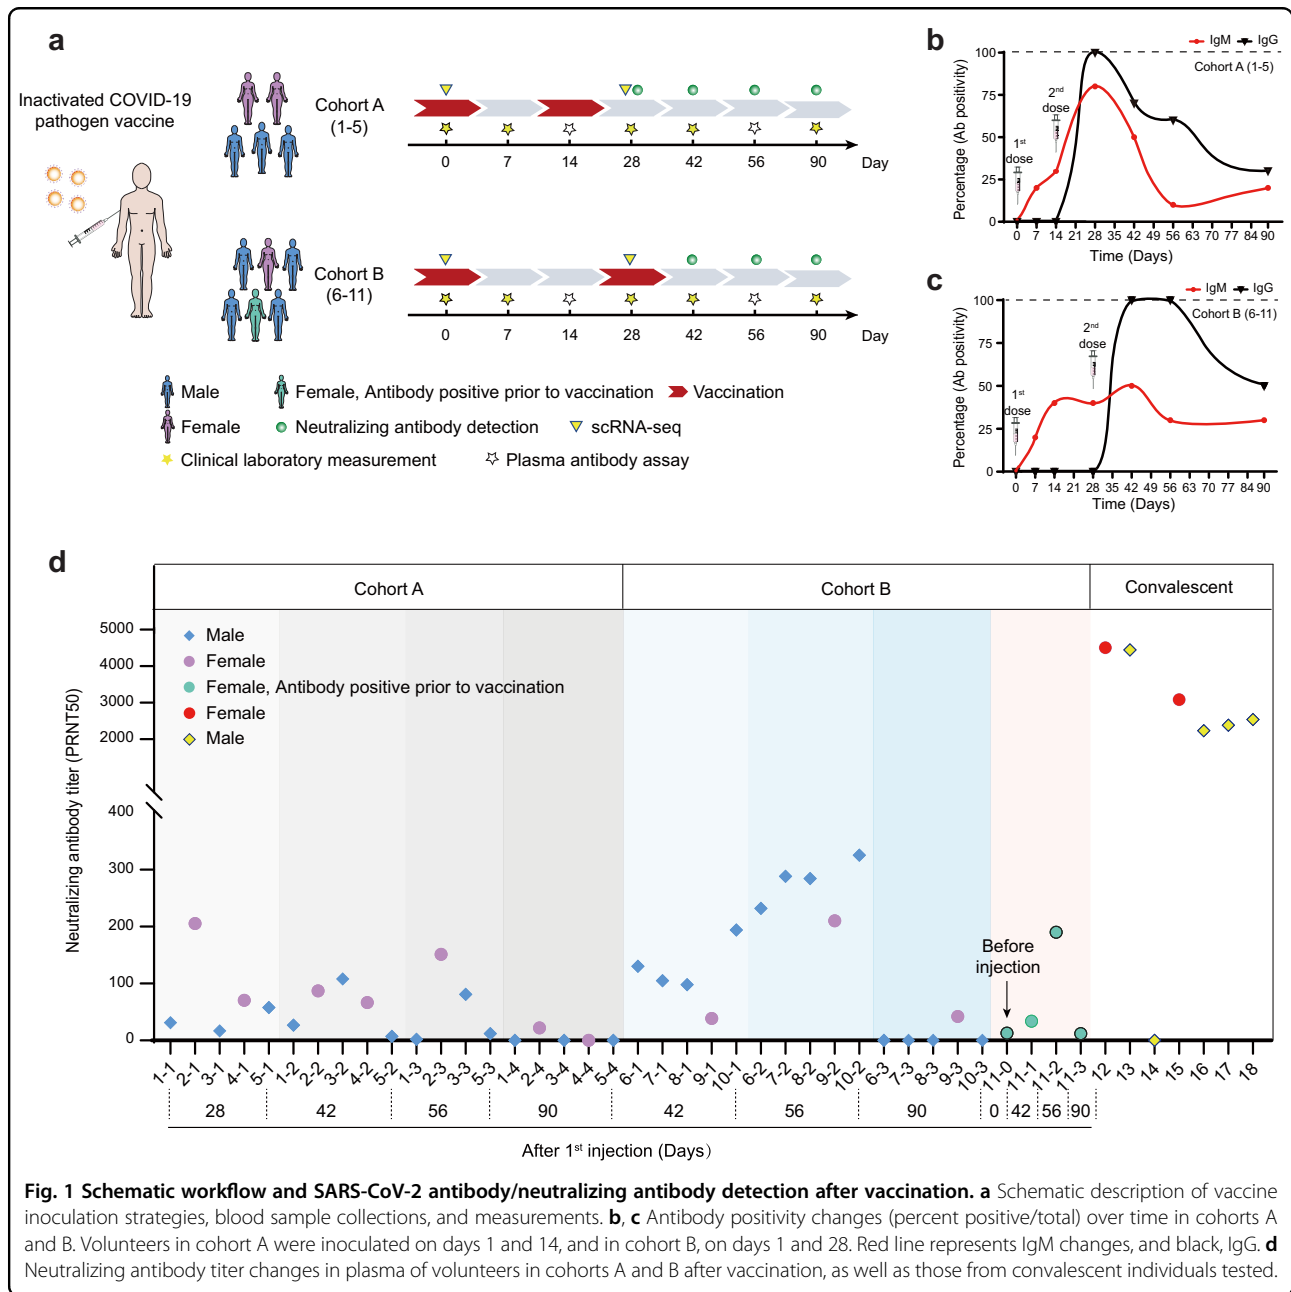 a
Inactivated COVID-19
pathogen vaccine
Cohort A
(1-5)
0 7 14 28 42 56 90 Day
Cohort B
(6-11)
0 7 14 28 42 56 90 Day
Male
Female, Antibody positive prior to vaccination
Vaccination
Female
Neutralizing antibody detection
scRNA-seq
Clinical laboratory measurement
Plasma antibody assay
b
IgM IgG
Cohort A (1-5)
Percentage (Ab positivity)
100
75
50
25
0
1st
dose
2nd
dose
0 7 14 21 28 35 42 49 56 63 70 77 84 90
Time (Days)
c
IgM IgG
Cohort B (6-11)
Percentage (Ab positivity)
100
75
50
25
0
1st
dose
2nd
dose
0 7 14 21 28 35 42 49 56 63 70 77 84 90
Time (Days)
d
Cohort A Cohort B Convalescent
Neutralizing antibody titer (PRNT50)
5000
4000
3000
2000
400
300
200
100
0
Male
Female
Female, Antibody positive prior to vaccination
Female
Male
Before
injection
1-1 2-1 3-1 4-1 5-1 1-2 2-2 3-2 4-2 5-2 1-3 2-3 3-3 5-3 1-4 2-4 3-4 4-4 5-4 6-1 7-1 8-1 9-1 10-1 6-2 7-2 8-2 9-2 10-2 6-3 7-3 8-3 9-3 10-3 11-0 11-1 11-2 11-3 12 13 14 15 16 17 18
28 42 56 90 42 56 90 0 42 56 90
After 1st injection (Days)
Fig. 1 Schematic workflow and SARS-CoV-2 antibody/neutralizing antibody detection after vaccination. a Schematic description of vaccine
inoculation strategies, blood sample collections, and measurements. b, c Antibody positivity changes (percent positive/total) over time in cohorts A
and B. Volunteers in cohort A were inoculated on days 1 and 14, and in cohort B, on days 1 and 28. Red line represents IgM changes, and black, IgG. d
Neutralizing antibody titer changes in plasma of volunteers in cohorts A and B after vaccination, as well as those from convalescent individuals tested.